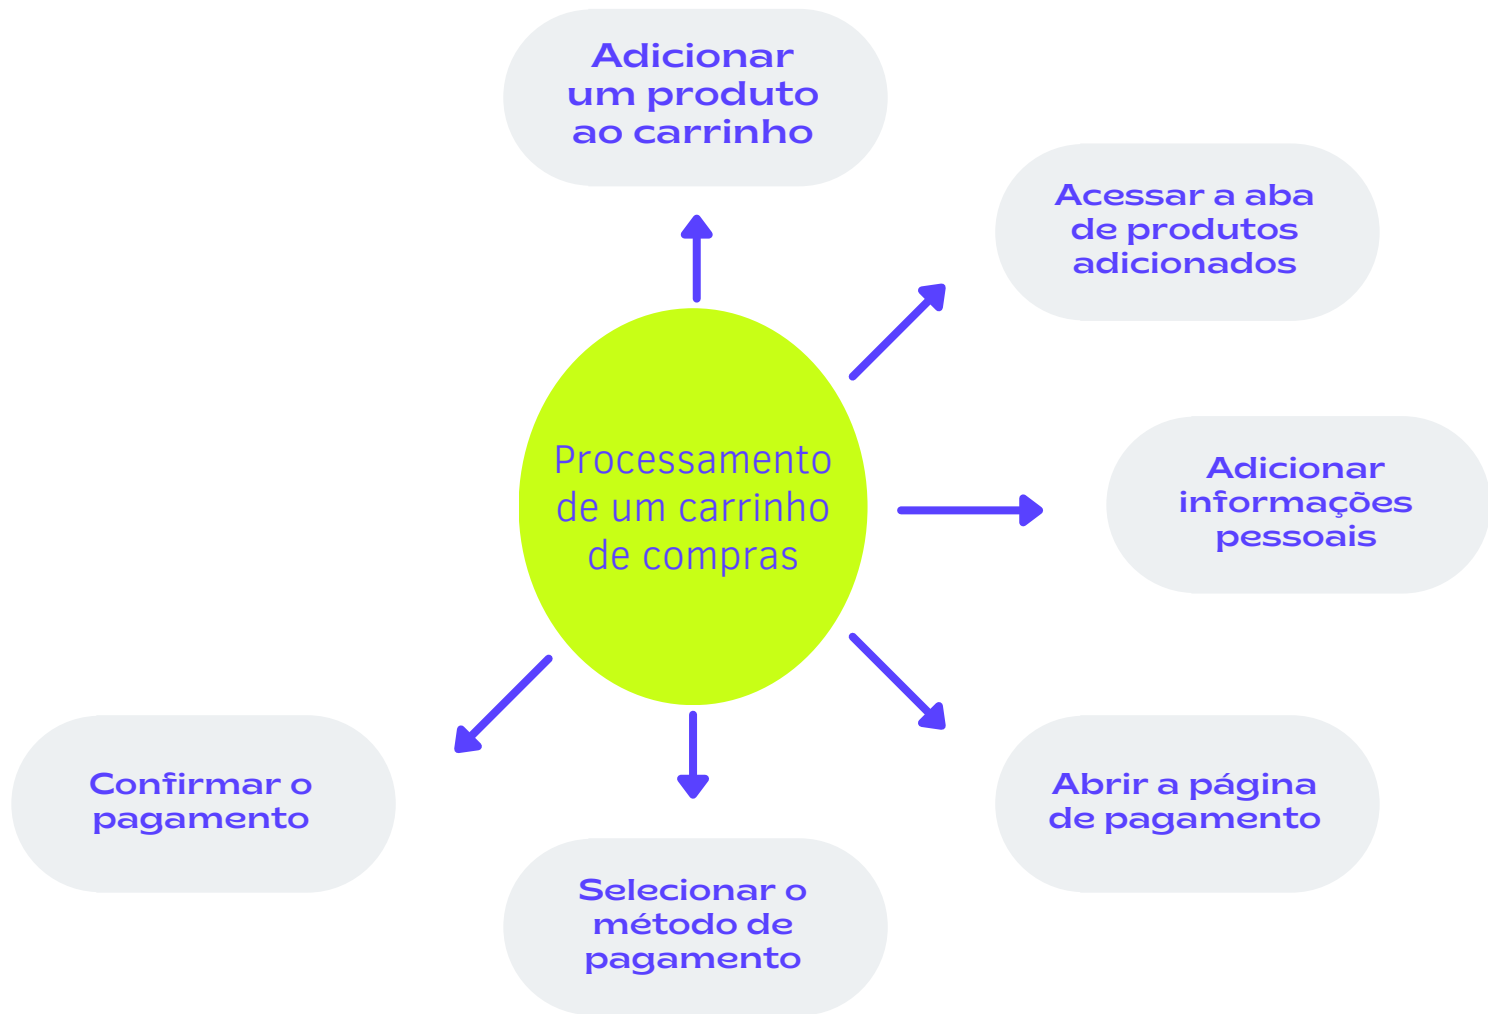 Adicionar
um produto
ao carrinho
Acessar a aba
de produtos
adicionados
Processamento
de um carrinho
de compras
Adicionar
informações
pessoais
Confirmar o
pagamento
Abrir a página
de pagamento
Selecionar o
método de
pagamento